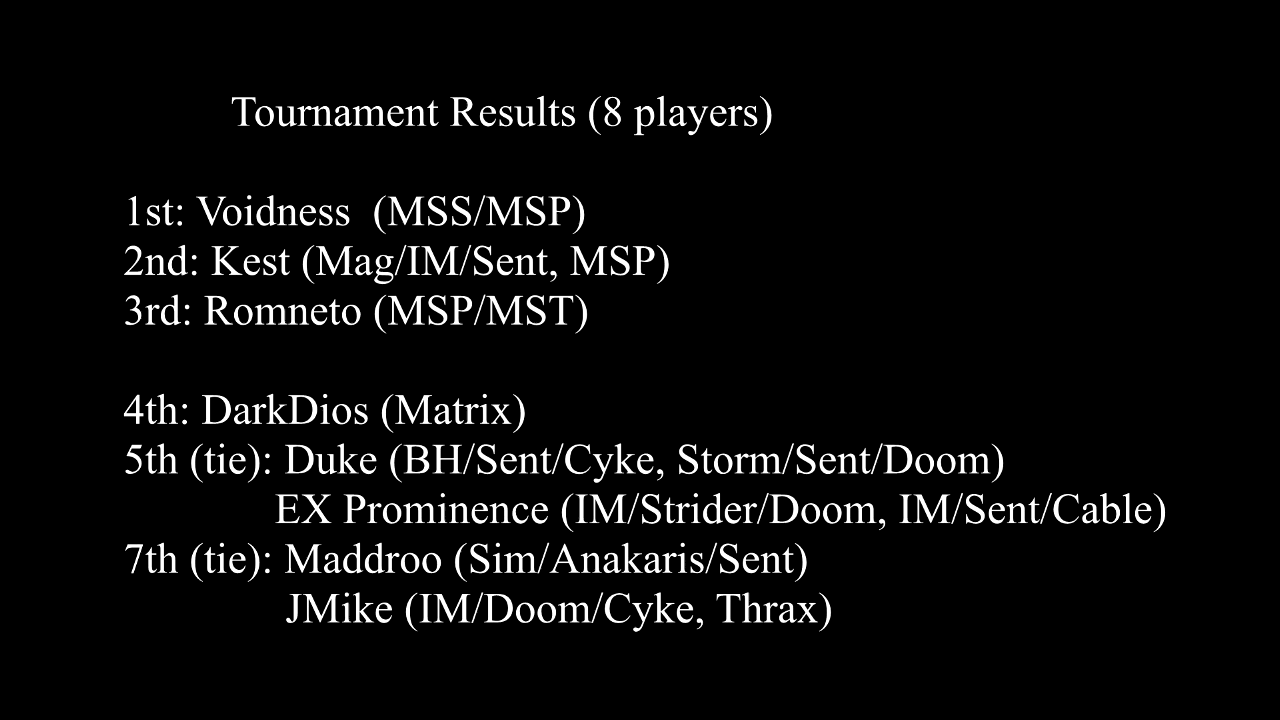 Tournament Results (8 players)
1st: Voidness (MSS/MSP)
2nd: Kest (Mag/IM/Sent, MSP)
3rd: Romneto (MSP/MST)
4th: DarkDios (Matrix)
5th (tie): Duke (BH/Sent/Cyke, Storm/Sent/Doom)
EX Prominence (IM/Strider/Doom, IM/Sent/Cable)
7th (tie): Maddroo (Sim/Anakaris/Sent)
JMike (IM/Doom/Cyke, Thrax)